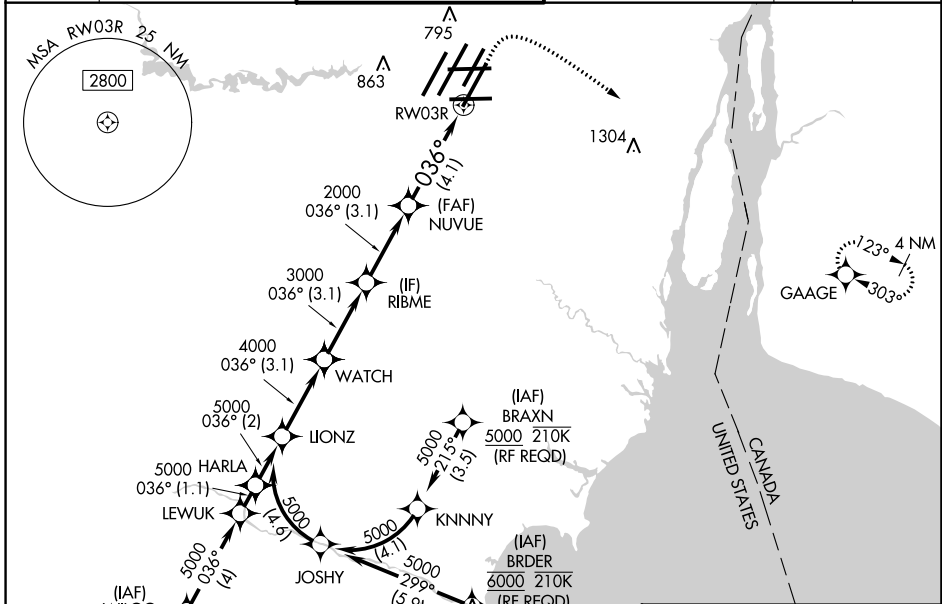 MSA RW03R 25 NM
2800
795
863
RW03R
1304
036°
(4.1)
2000
036° (3.1)
(FAF)
NUVUE
123°
4 NM
GAAGE
303°
3000
036° (3.1)
(IF)
RIBME
4000
036° (3.1)
WATCH
5000
036° (2)
LIONZ
(IAF)
BRAXN
5000 210K
(RF REQD)
5000
215°
(3.5)
CANADA
UNITED STATES
HARLA
5000
036° (1.1)
LEWUK
5000
(4.6)
KNNNY
5000
(4.1)
JOSHY
5000
036°
(4)
5000
299°
(IAF)
BRDER
6000 210K
(RF REQD)
(IAF)